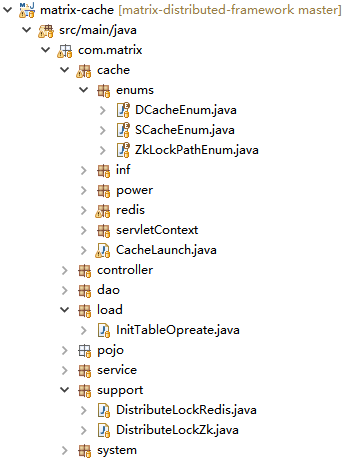 matrix-cache [matrix-distributed-framework master]
src/main/java
com.matrix
cache
enums
DCacheEnum.java
SCacheEnum.java
ZkLockPathEnum.java
inf
power
redis
servletContext
CacheLaunch.java
controller
dao
load
InitTableOpreate.java
pojo
service
support
DistributeLockRedis.java
DistributeLockZk.java
system